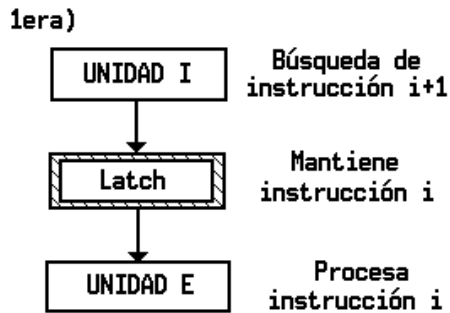 1era)
UNIDAD I
Búsqueda de
instrucción i+1
Latch
Mantiene
instrucción i
UNIDAD E
Procesa
instrucción i